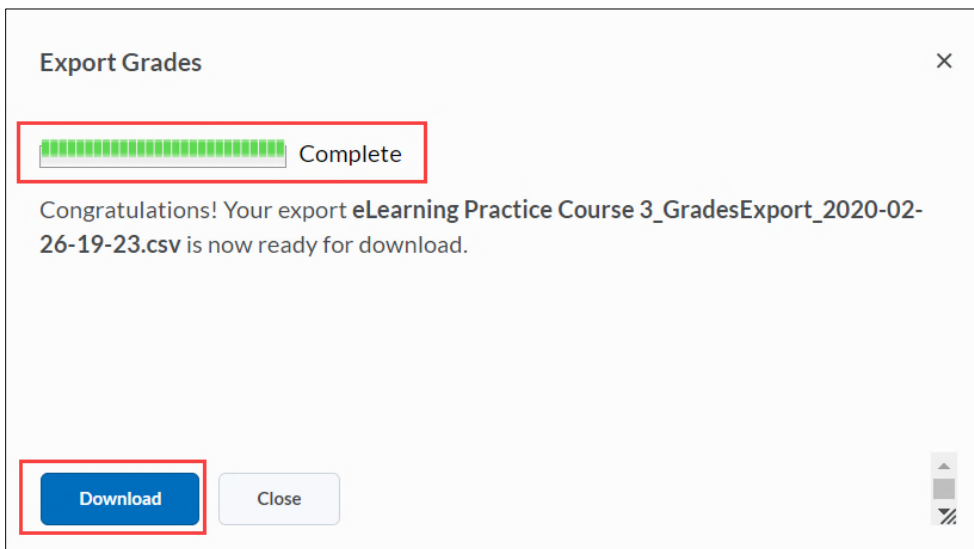 Export Grades
Complete
Congratulations! Your export eLearning Practice Course 3_GradesExport_2020-02-
26-19-23.csv is now ready for download.
Download
Close